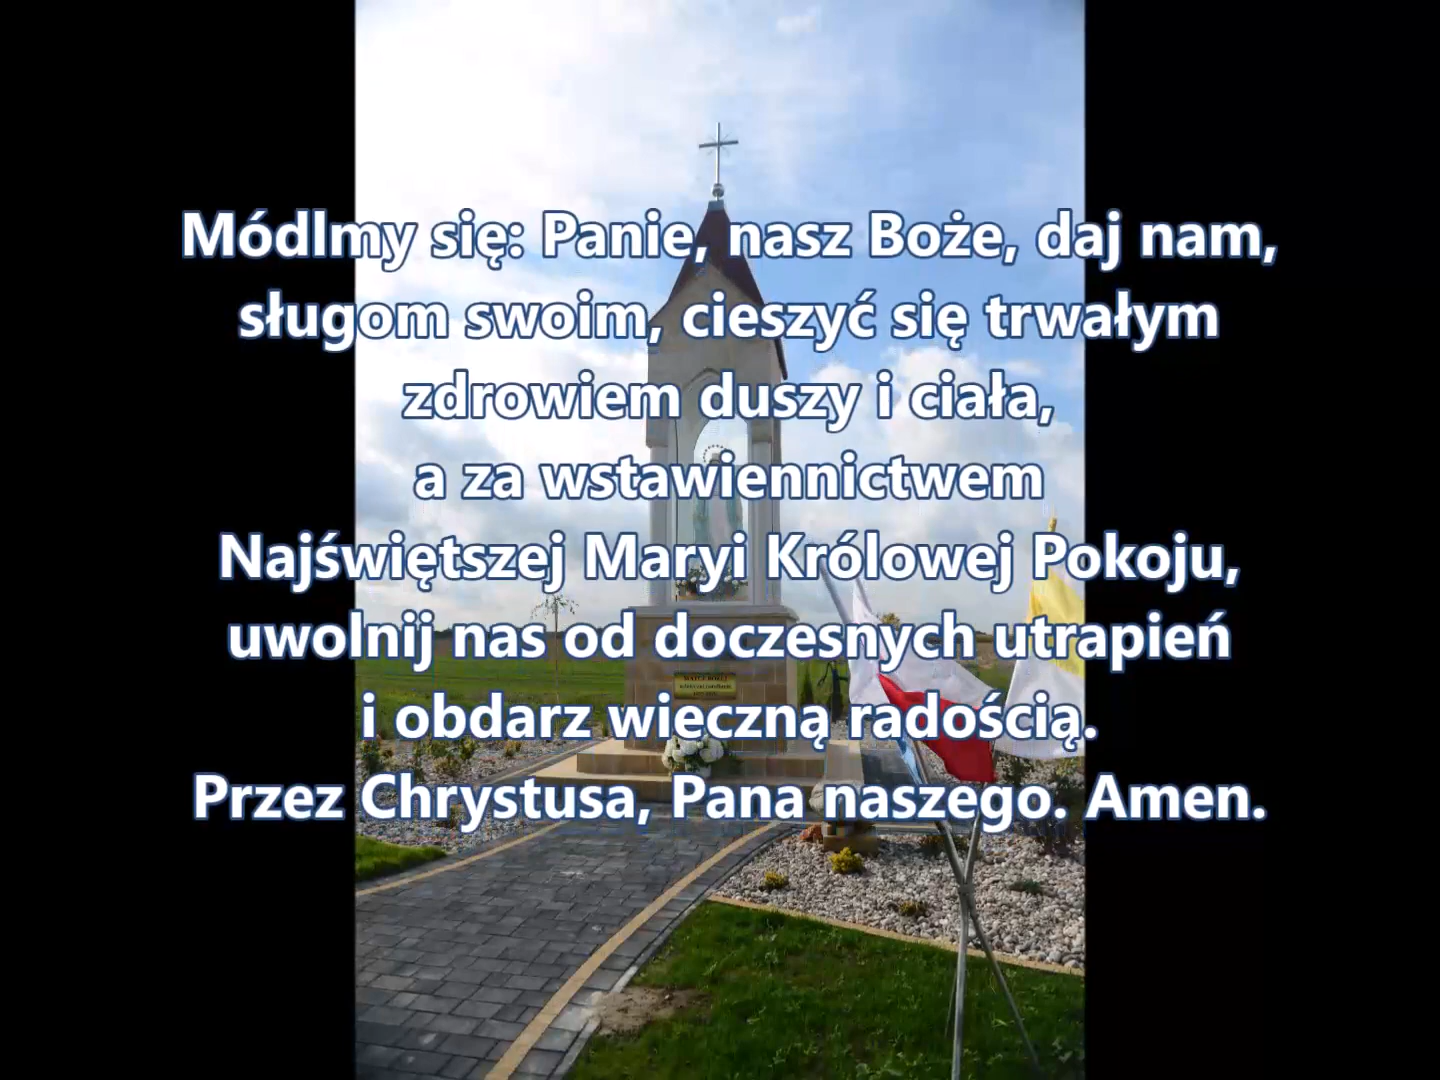 Módlmy się: Panie, nasz Boże, daj nam,
sługom swoim, cieszyć się trwałym
zdrowiem duszy i ciała,
a za wstawiennictwem
Najświętszej Maryi Królowej Pokoju,
uwolnij nas od doczesnych utrapień
i obdarz wieczną radością.
Przez Chrystusa, Pana naszego. Amen.